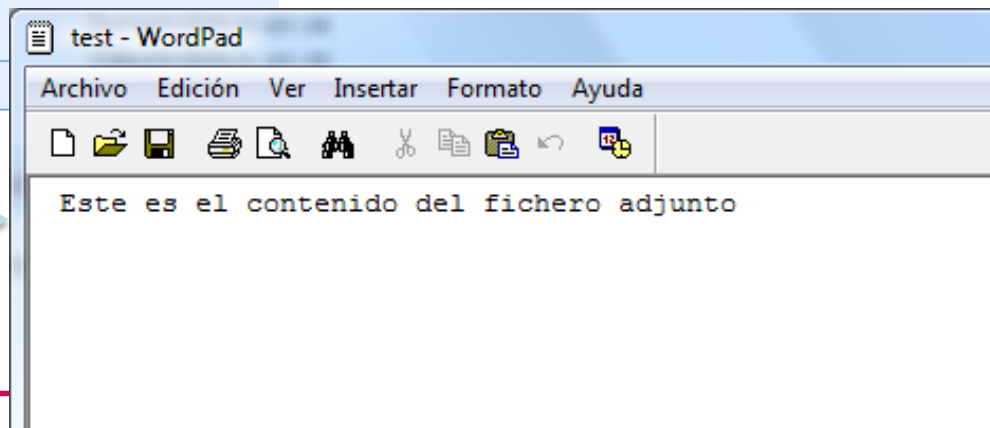 test - WordPad
Archivo Edición Ver Insertar Formato Ayuda
Este es el contenido del fichero adjunto